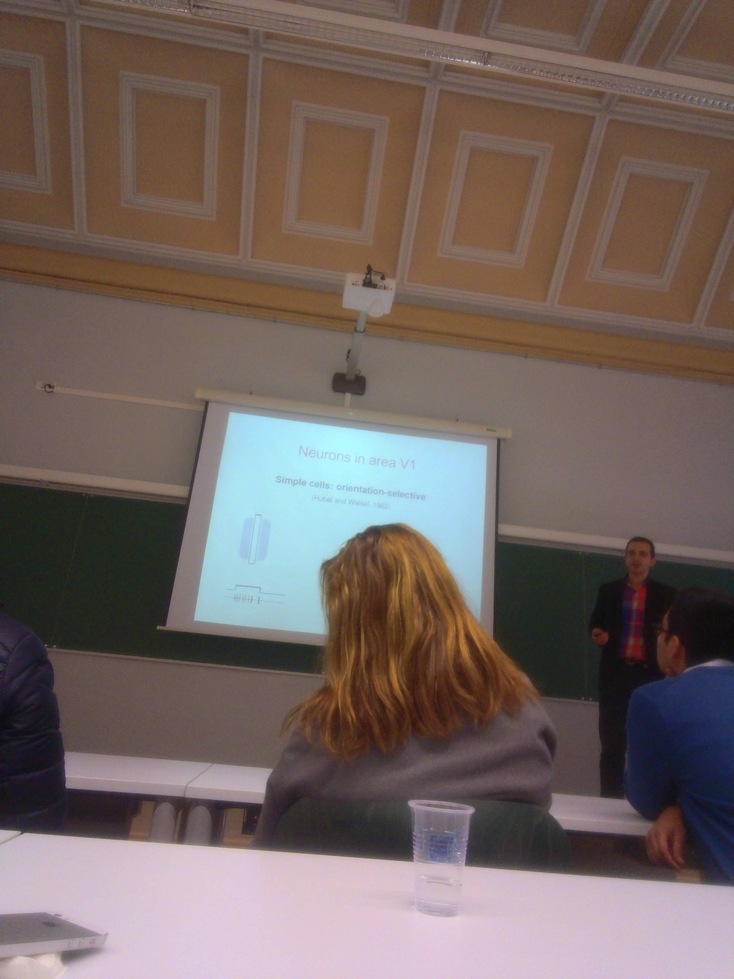 Neurons in area V1
Simple cells: orientation-selective
(Hubel and Wiesel, 1962)